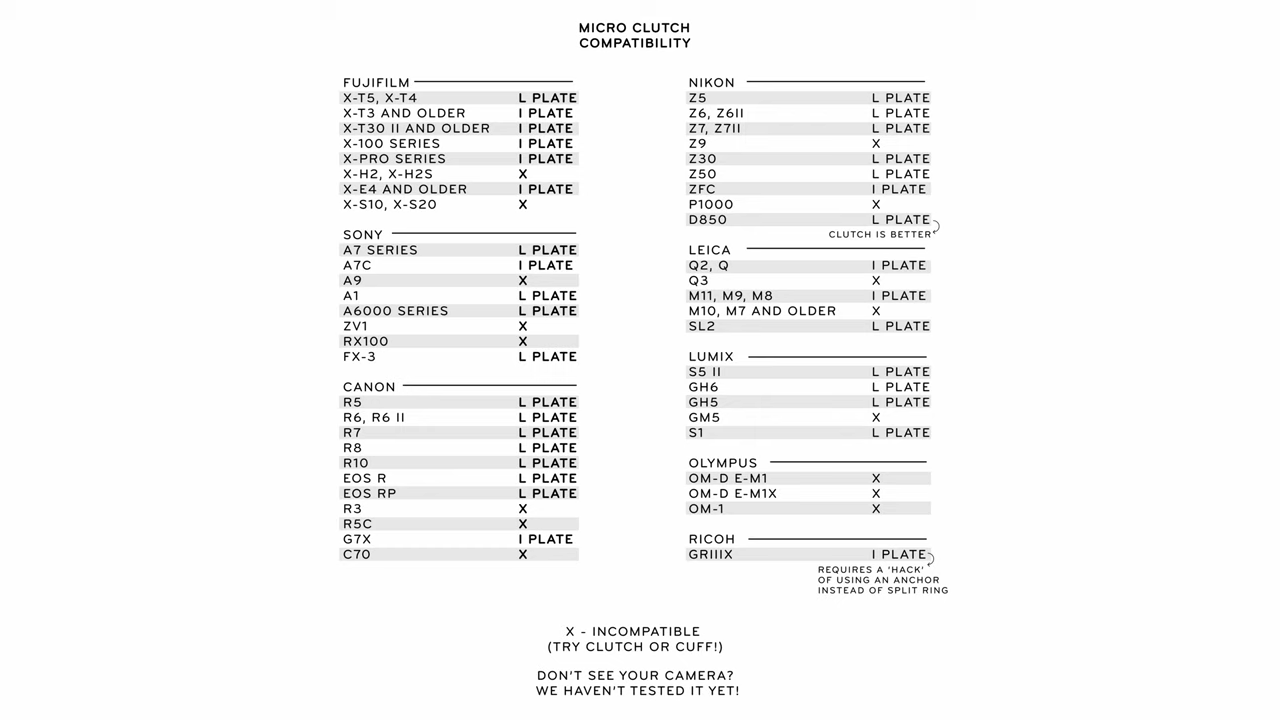 MICRO CLUTCH
COMPATIBILITY
FUJIFILM
X-T5, X-T4 L PLATE
X-T3 AND OLDER I PLATE
X-T30 II AND OLDER I PLATE
X-100 SERIES I PLATE
X-PRO SERIES I PLATE
X-H2, X-H2S X
X-E4 AND OLDER I PLATE
X-S10, X-S20 X
SONY
A7 SERIES L PLATE
A7C I PLATE
A9 X
A1 L PLATE
A6000 SERIES L PLATE
ZV1 X
RX100 X
FX-3 L PLATE
CANON
R5 L PLATE
R6, R6 II L PLATE
R7 L PLATE
R8 L PLATE
R10 L PLATE
EOS R L PLATE
EOS RP L PLATE
R3 X
R5C X
G7X I PLATE
C70 X
NIKON
Z5 L PLATE
Z6, Z6II L PLATE
Z7, Z7II L PLATE
Z9 X
Z30 L PLATE
Z50 L PLATE
ZFC I PLATE
P1000 X
D850 L PLATE
CLUTCH IS BETTER
LEICA
Q2, Q I PLATE
Q3 X
M11, M9, M8 I PLATE
M10, M7 AND OLDER X
SL2 L PLATE
LUMIX
S5 II L PLATE
GH6 L PLATE
GH5 L PLATE
GM5 X
S1 L PLATE
OLYMPUS
OM-D E-M1 X
OM-D E-M1X X
OM-1 X
RICOH
GRIIIX I PLATE
REQUIRES A 'HACK'
OF USING AN ANCHOR
INSTEAD OF SPLIT RING
X - INCOMPATIBLE
(TRY CLUTCH OR CUFF!)
DON'T SEE YOUR CAMERA?
WE HAVEN'T TESTED IT YET!